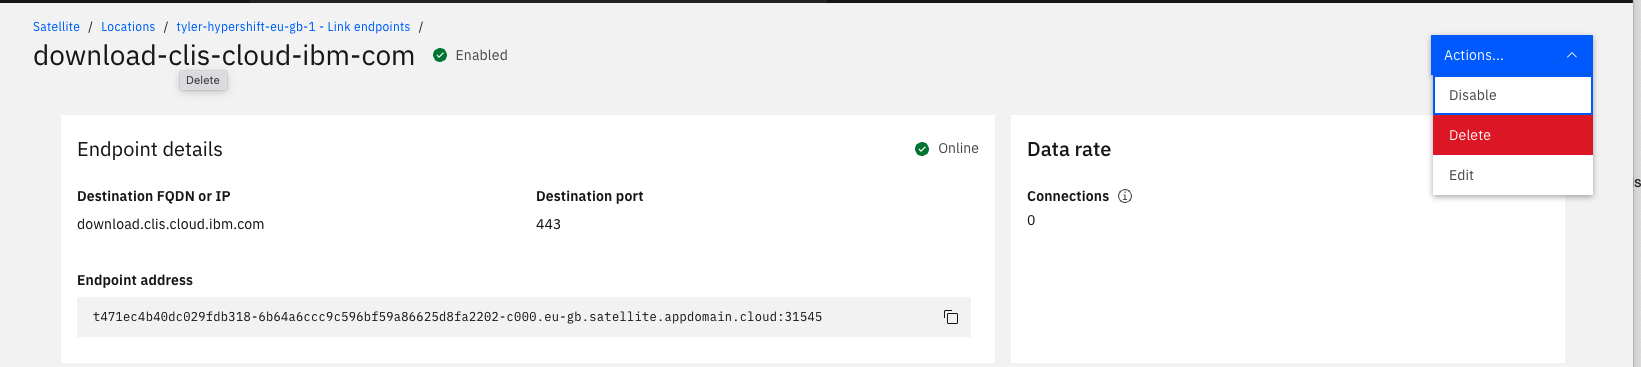 Satellite / Locations / tyler-hypershift-eu-gb-1 - Link endpoints /
download-clis-cloud-ibm-com Enabled
Delete
Actions...
Disable
Delete
Edit
Endpoint details Online
Destination FQDN or IP Destination port
download.clis.cloud.ibm.com 443
Endpoint address
t471ec4b40dc029fdb318-6b64a6ccc9c596bf59a86625d8fa2202-c000.eu-gb.satellite.appdomain.cloud:31545
Data rate
Connections
0